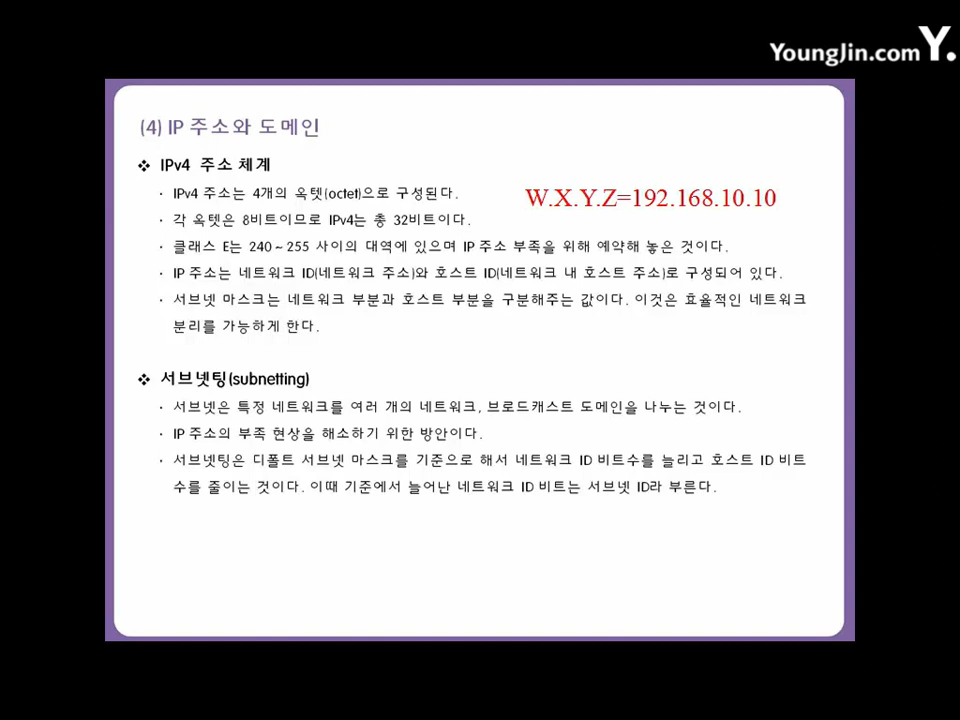 YoungJin.com Y.
(4) IP 주소와 도메인
❖ IPv4 주소 체계
· IPv4 주소는 4개의 옥텟(octet)으로 구성된다.
W.X.Y.Z=192.168.10.10
· 각 옥텟은 8비트이므로 IPv4는 총 32비트이다.
· 클래스 E는 240 ~ 255 사이의 대역에 있으며 IP 주소 부족을 위해 예약해 놓은 것이다.
· IP 주소는 네트워크 ID(네트워크 주소)와 호스트 ID(네트워크 내 호스트 주소)로 구성되어 있다.
· 서브넷 마스크는 네트워크 부분과 호스트 부분을 구분해주는 값이다. 이것은 효율적인 네트워크
분리를 가능하게 한다.
❖ 서브넷팅(subnetting)
· 서브넷은 특정 네트워크를 여러 개의 네트워크, 브로드캐스트 도메인을 나누는 것이다.
· IP 주소의 부족 현상을 해소하기 위한 방안이다.
· 서브넷팅은 디폴트 서브넷 마스크를 기준으로 해서 네트워크 ID 비트수를 늘리고 호스트 ID 비트
수를 줄이는 것이다. 이때 기준에서 늘어난 네트워크 ID 비트는 서브넷 ID라 부른다.